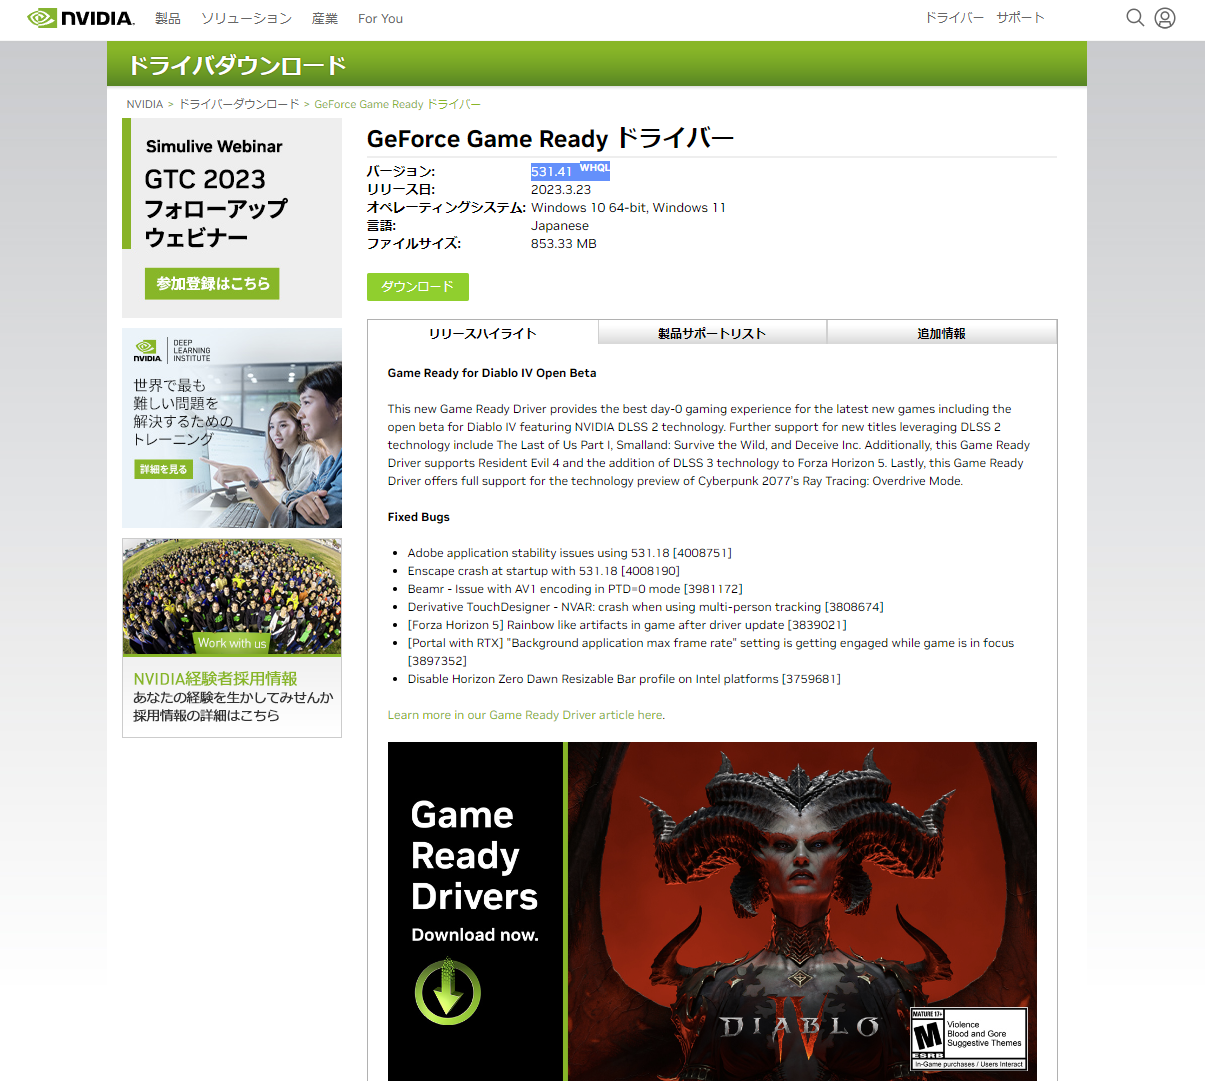 NVIDIA.
製品 ソリューション 産業 For You
ドライバー サポート
ドライバダウンロード
NVIDIA > ドライバーダウンロード > GeForce Game Ready ドライバー
Simulive Webinar
GTC 2023
フォローアップ
ウェビナー
参加登録はこちら
NVIDIA.
DEEP
LEARNING
INSTITUTE
世界で最も
難しい問題を
解決するための
トレーニング
詳細を見る
Work with us
NVIDIA経験者採用情報
あなたの経験を生かしてみせんか
採用情報の詳細はこちら
GeForce Game Ready ドライバー
バージョン: 531.41 WHQL
リリース日: 2023.3.23
オペレーティングシステム: Windows 10 64-bit, Windows 11
言語: Japanese
ファイルサイズ: 853.33 MB
ダウンロード
リリースハイライト 製品サポートリスト 追加情報
Game Ready for Diablo IV Open Beta
This new Game Ready Driver provides the best day-0 gaming experience for the latest new games including the
open beta for Diablo IV featuring NVIDIA DLSS 2 technology. Further support for new titles leveraging DLSS 2
technology include The Last of Us Part I, Smalland: Survive the Wild, and Deceive Inc. Additionally, this Game Ready
Driver supports Resident Evil 4 and the addition of DLSS 3 technology to Forza Horizon 5. Lastly, this Game Ready
Driver offers full support for the technology preview of Cyberpunk 2077's Ray Tracing: Overdrive Mode.
Fixed Bugs
• Adobe application stability issues using 531.18 [4008751]
• Enscape crash at startup with 531.18 [4008190]
• Beamr - Issue with AV1 encoding in PTD=0 mode [3981172]
• Derivative TouchDesigner - NVAR: crash when using multi-person tracking [3808674]
• [Forza Horizon 5] Rainbow like artifacts in game after driver update [3839021]
• [Portal with RTX] "Background application max frame rate" setting is getting engaged while game is in focus
[3897352]
• Disable Horizon Zero Dawn Resizable Bar profile on Intel platforms [3759681]
Learn more in our Game Ready Driver article here.
Game
Ready
Drivers
Download now.
DIABLO
IV
MATURE 17+
M
ESRB
Violence
Blood and Gore
Suggestive Themes
In-Game purchases / Users Interact